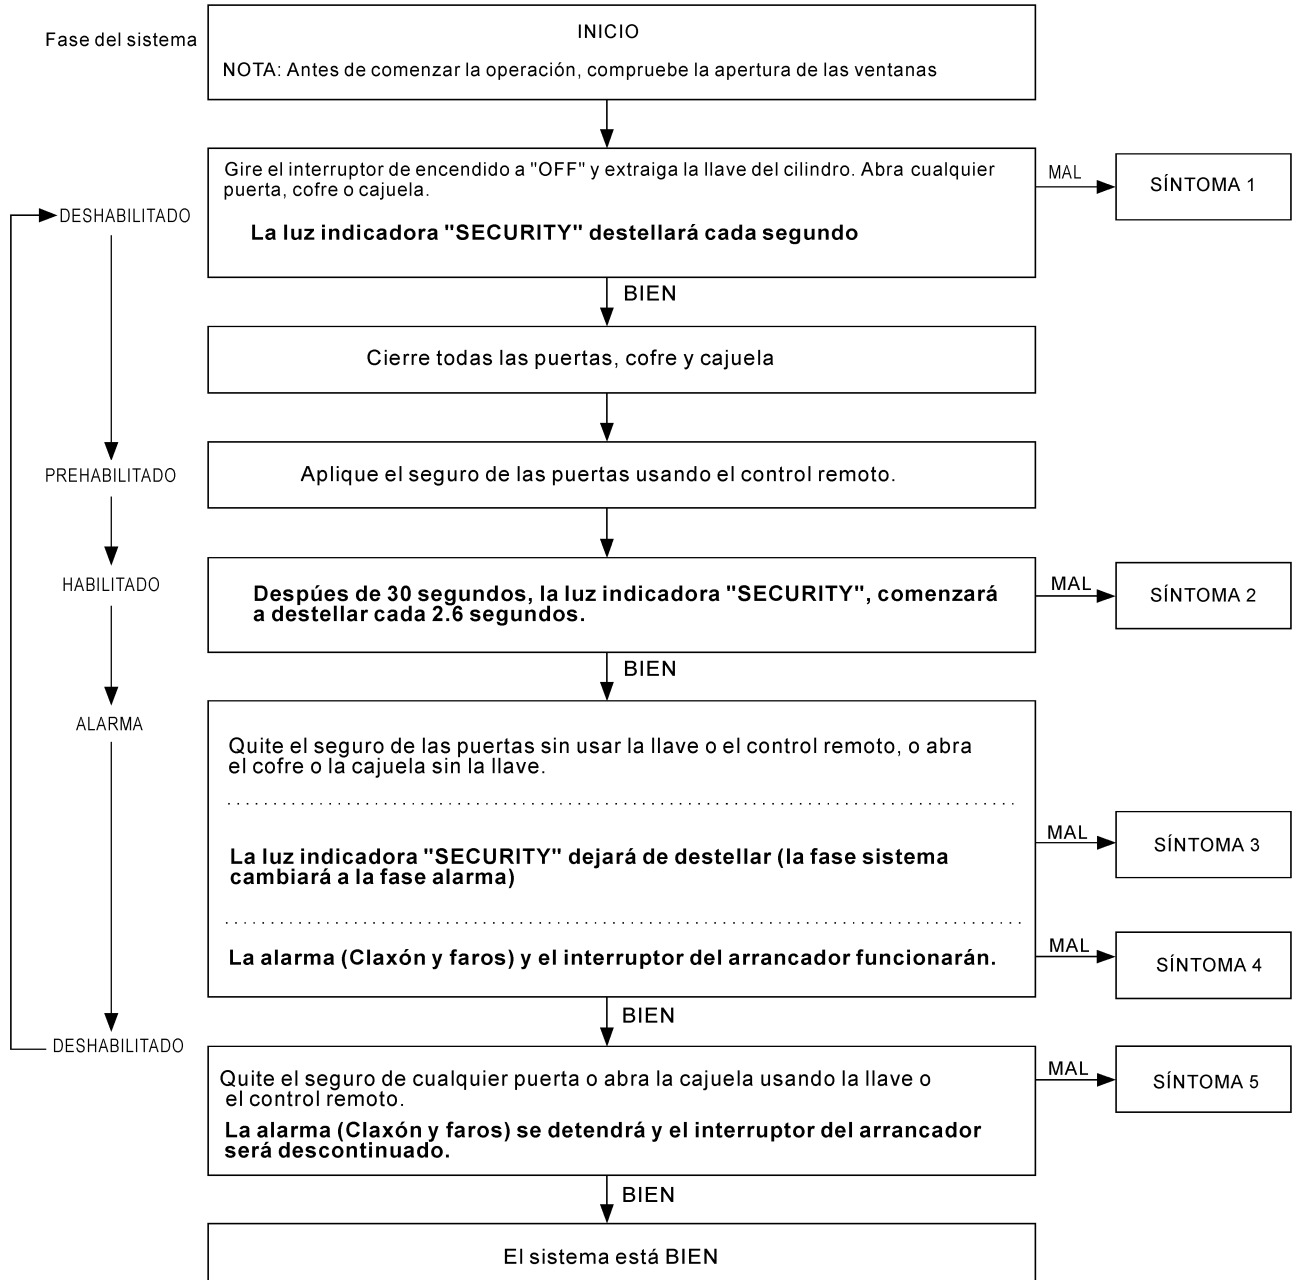 Fase del sistema
INICIO
NOTA: Antes de comenzar la operación, compruebe la apertura de las ventanas
Gire el interruptor de encendido a "OFF" y extraiga la llave del cilindro. Abra cualquier
puerta, cofre o cajuela.
MAL
SÍNTOMA 1
DESHABILITADO
La luz indicadora "SECURITY" destellará cada segundo
BIEN
Cierre todas las puertas, cofre y cajuela
PREHABILITADO
Aplique el seguro de las puertas usando el control remoto.
HABILITADO
Despúes de 30 segundos, la luz indicadora "SECURITY", comenzará
a destellar cada 2.6 segundos.
MAL
SÍNTOMA 2
BIEN
ALARMA
Quite el seguro de las puertas sin usar la llave o el control remoto, o abra
el cofre o la cajuela sin la llave.
La luz indicadora "SECURITY" dejará de destellar (la fase sistema
cambiará a la fase alarma)
MAL
SÍNTOMA 3
La alarma (Claxón y faros) y el interruptor del arrancador funcionarán.
MAL
SÍNTOMA 4
BIEN
DESHABILITADO
Quite el seguro de cualquier puerta o abra la cajuela usando la llave o
el control remoto.
La alarma (Claxón y faros) se detendrá y el interruptor del arrancador
será descontinuado.
MAL
SÍNTOMA 5
BIEN
El sistema está BIEN